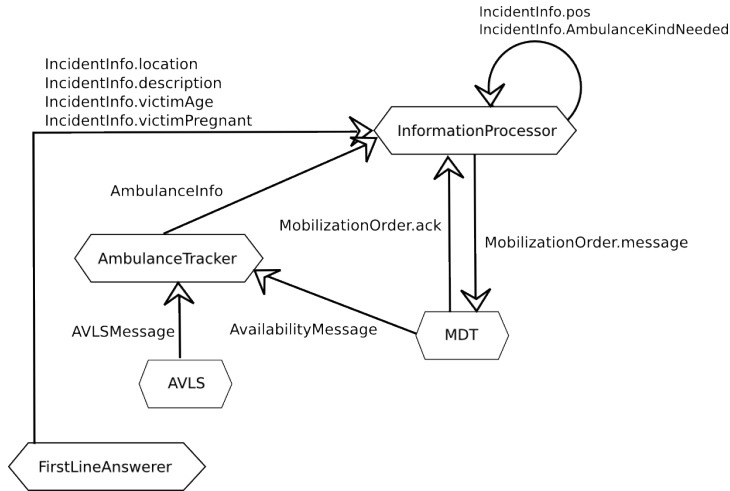 IncidentInfo.pos
IncidentInfo.AmbulanceKindNeeded
IncidentInfo.location
IncidentInfo.description
IncidentInfo.victimAge
IncidentInfo.victimPregnant
InformationProcessor
AmbulanceInfo
MobilizationOrder.ack
MobilizationOrder.message
AmbulanceTracker
AVLSMessage
AvailabilityMessage
MDT
AVLS
FirstLineAnswerer